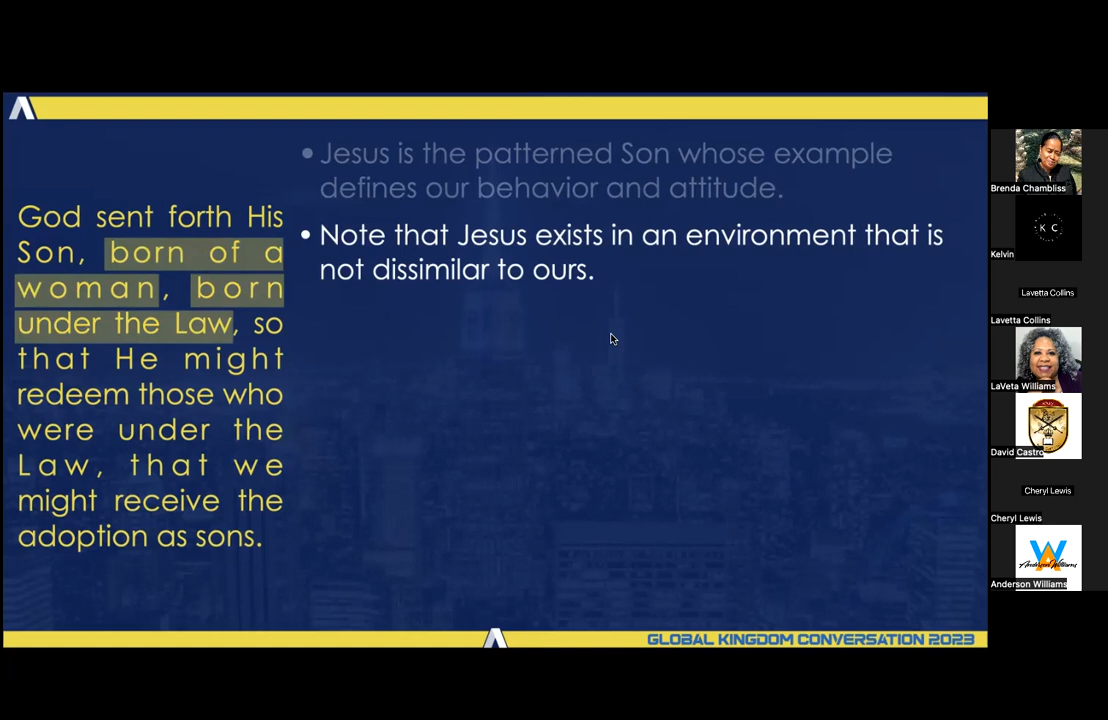 God sent forth His
Son, born of a
woman, born
under the Law, so
that He might
redeem those who
were under the
Law, that we
might receive the
adoption as sons.
• Jesus is the patterned Son whose example
defines our behavior and attitude.
• Note that Jesus exists in an environment that is
not dissimilar to ours.
GLOBAL KINGDOM CONVERSATION 2023
Brenda Chambliss
K C
Kelvin
Lavetta Collins
Lavetta Collins
LaVeta Williams
David Castro
Cheryl Lewis
Cheryl Lewis
Anderson Williams
Anderson Williams